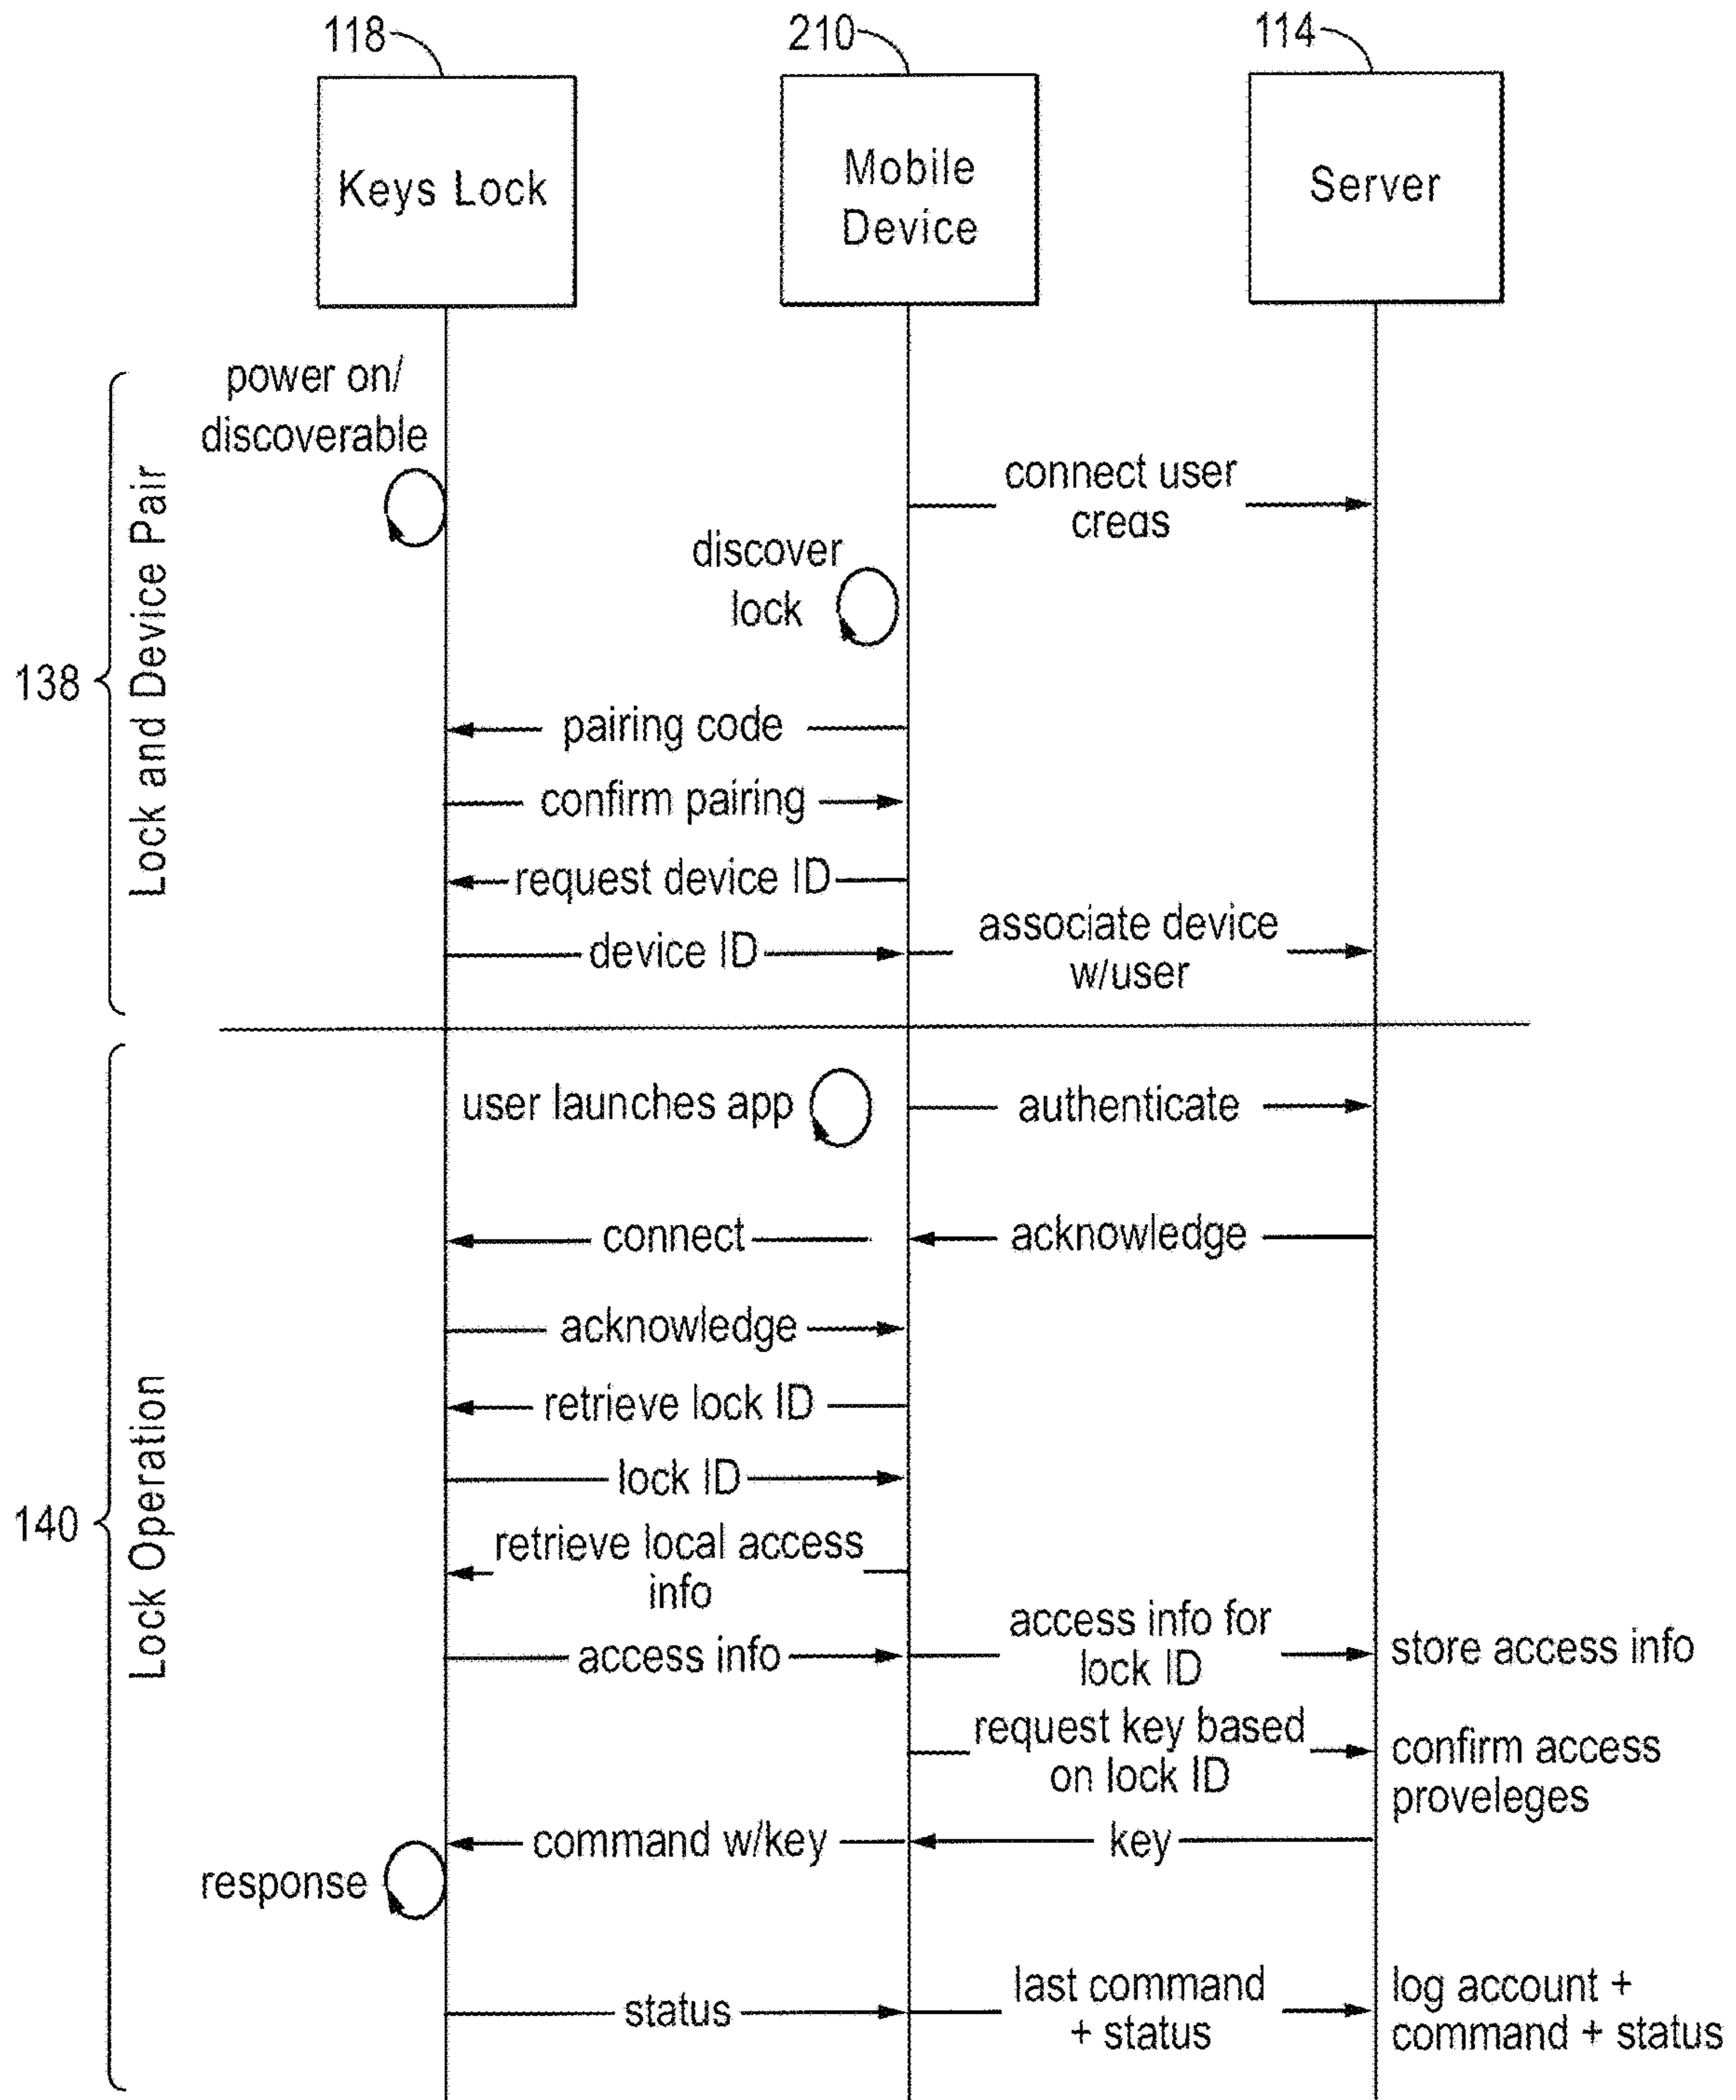 118
210
114
Keys Lock
Mobile
Device
Server
138
Lock and Device Pair
power on/
discoverable
connect user
creds
discover
lock
pairing code
confirm pairing
request device ID
device ID
associate device
w/user
140
Lock Operation
user launches app
authenticate
connect
acknowledge
acknowledge
retrieve lock ID
lock ID
retrieve local access
info
access info
access info for
lock ID
store access info
request key based
on lock ID
confirm access
proveleges
command w/key
key
response
status
last command
+ status
log account +
command + status